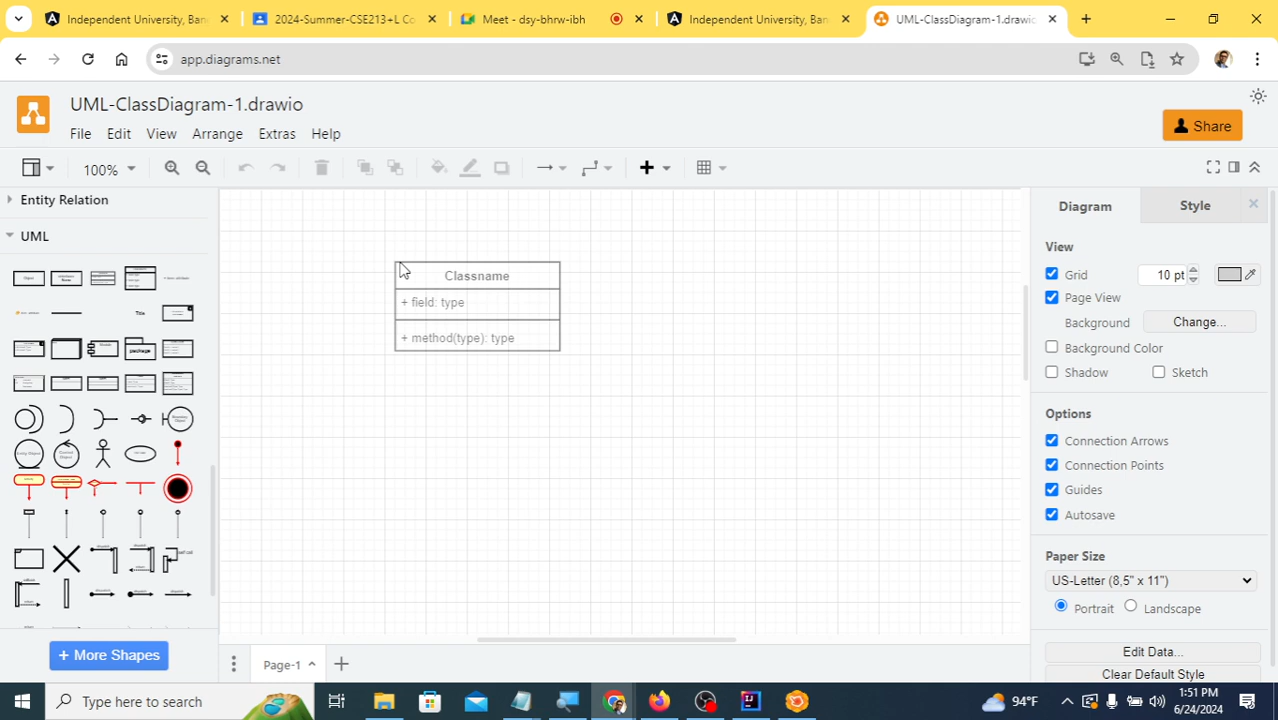 Independent University, Ban
2024-Summer-CSE213+L Co
Meet - dsy-bhrw-ibh
Independent University, Ban
UML-ClassDiagram-1.drawio
app.diagrams.net
UML-ClassDiagram-1.drawio
File Edit View Arrange Extras Help
Share
100%
Entity Relation
UML
Title
package
Classname
+ field: type
+ method(type): type
Diagram
Style
View
Grid
10 pt
Page View
Background
Change...
Background Color
Shadow
Sketch
Options
Connection Arrows
Connection Points
Guides
Autosave
Paper Size
US-Letter (8,5" x 11")
Portrait
Landscape
Edit Data...
Clear Default Style
+ More Shapes
Page-1
Type here to search
94°F
1:51 PM
6/24/2024